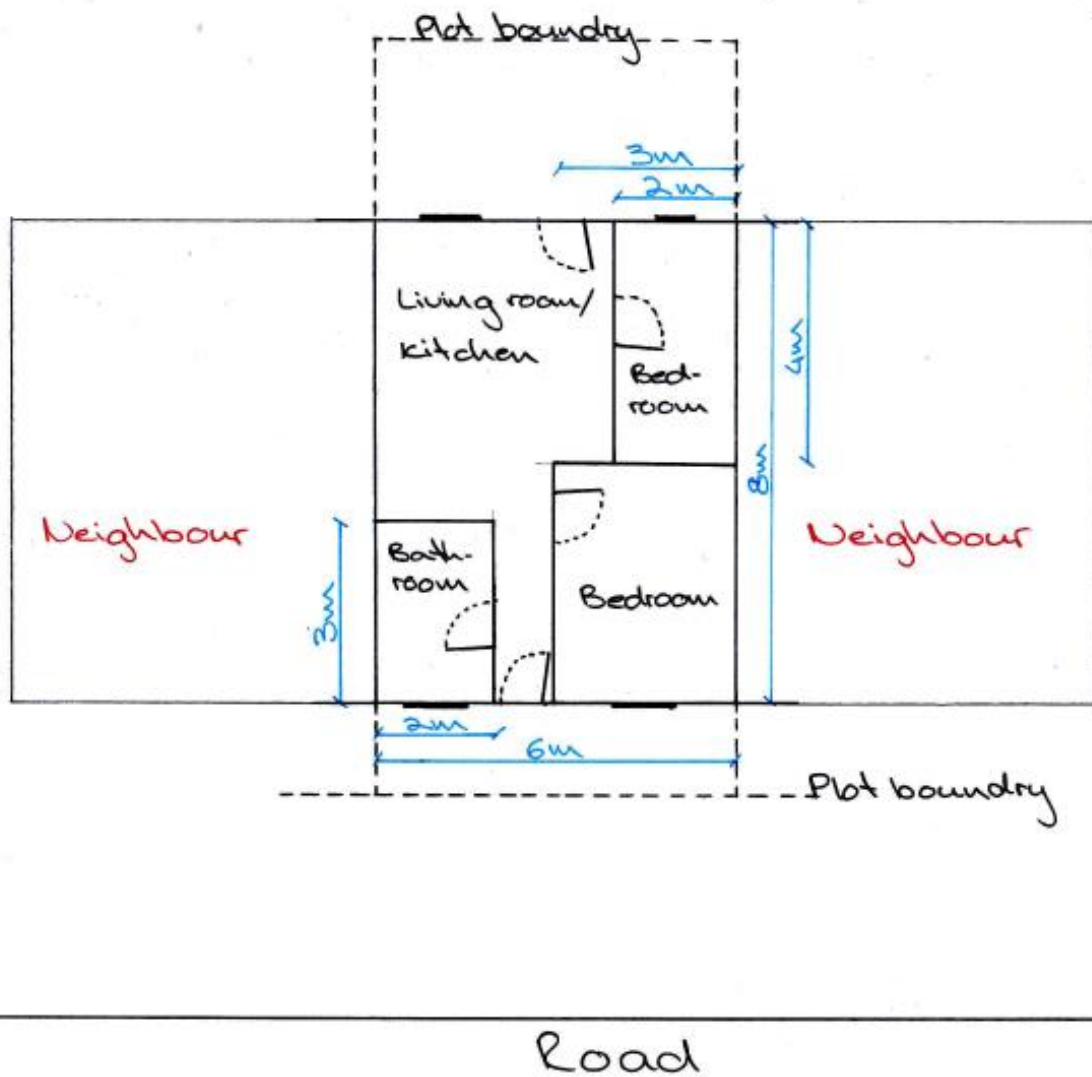 Plot boundry
3m
2m
Living room/
kitchen
Bed-
room
4m
8m
Neighbour
Neighbour
Bath-
room
Bedroom
3m
2m
6m
Plot boundry
Road